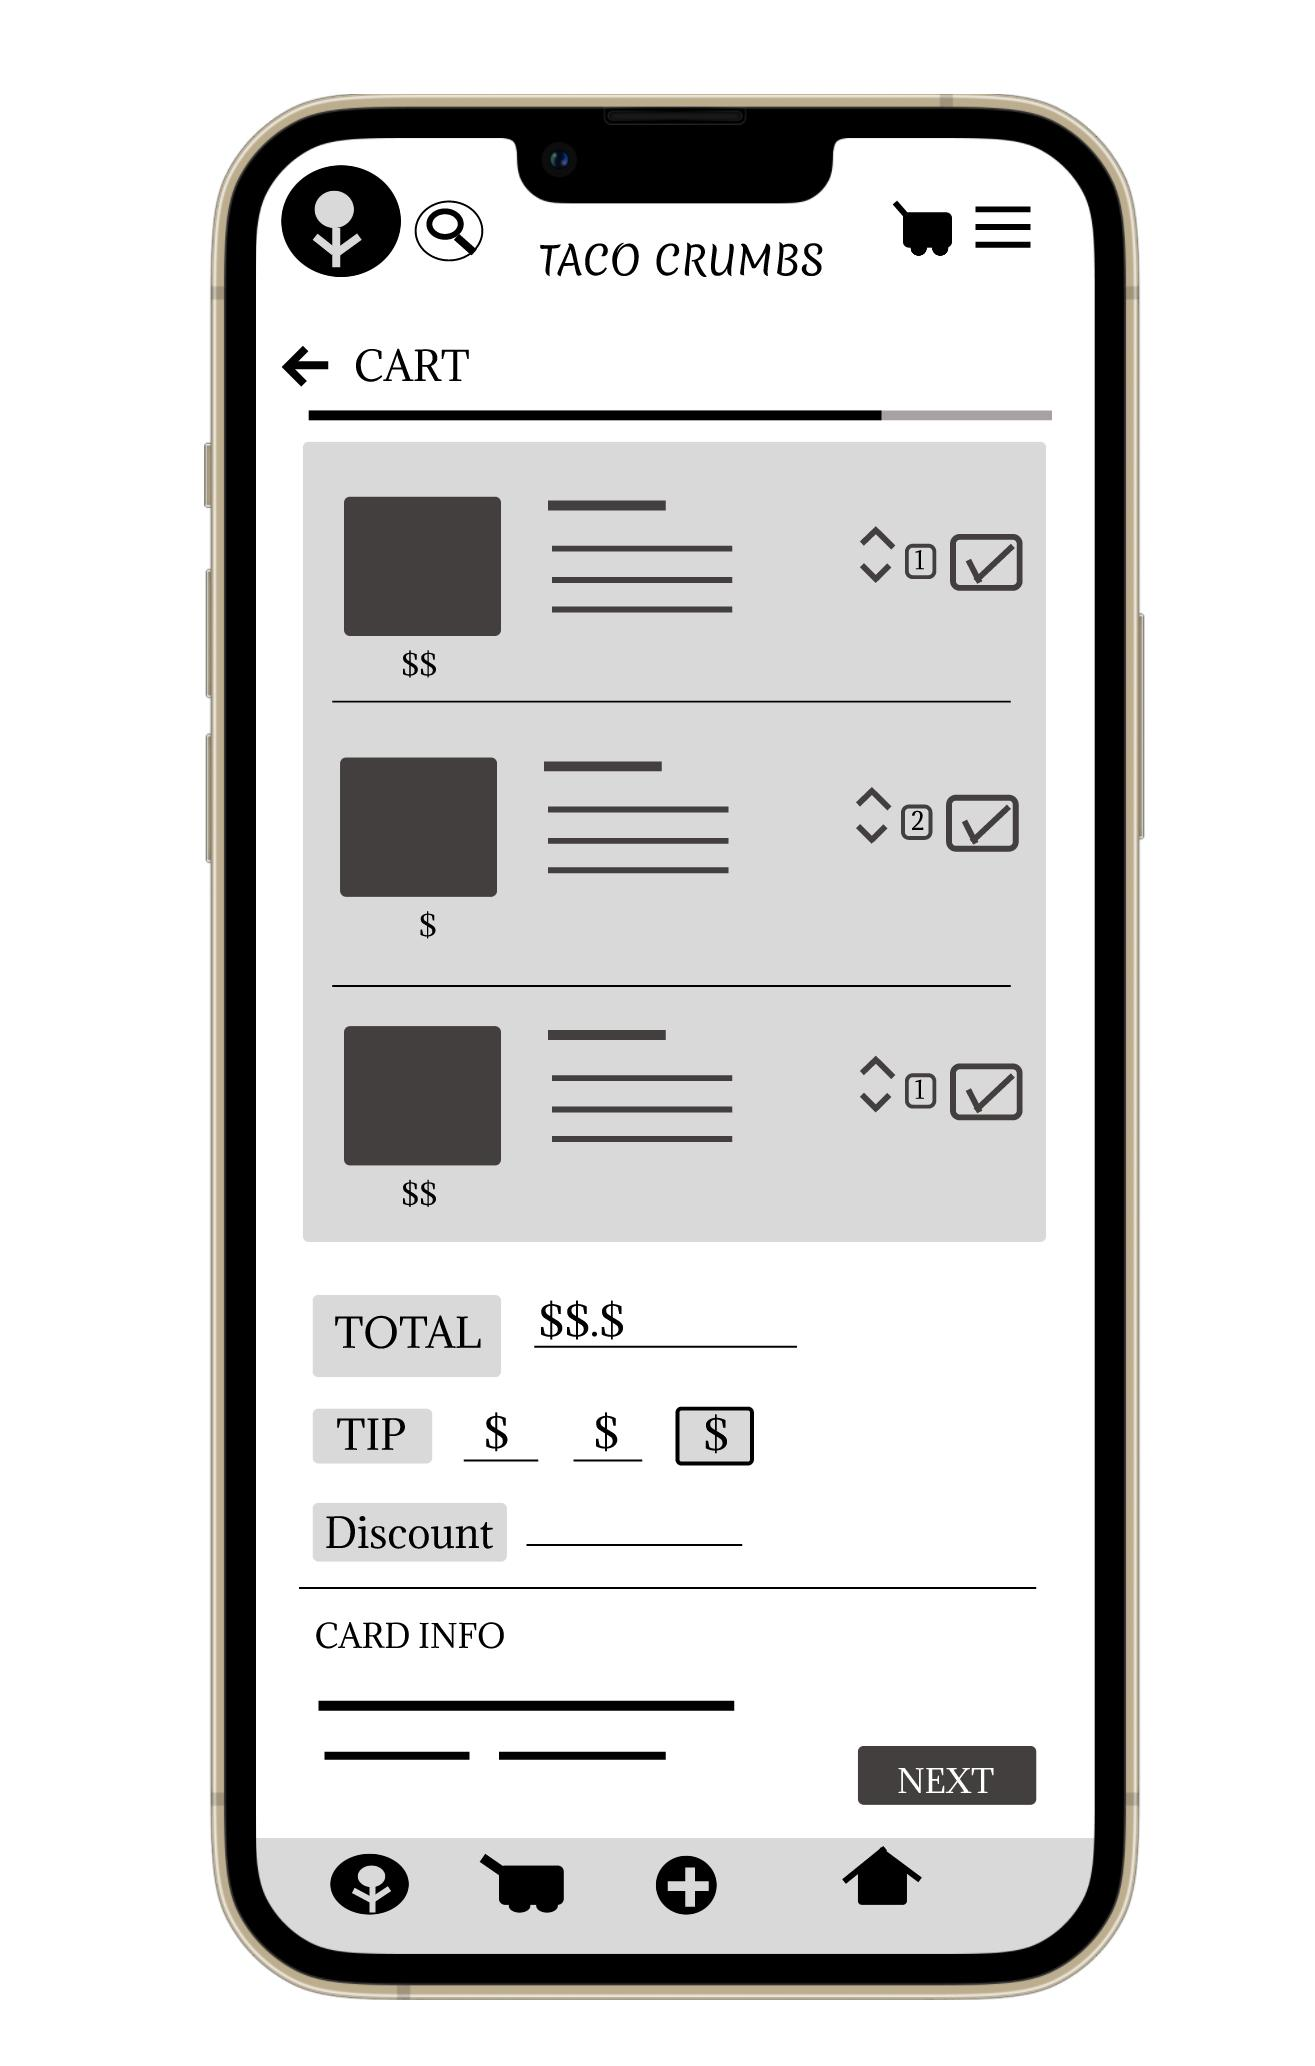 TACO CRUMBS
CART
1
$$
2
$
1
$$
TOTAL $$.$
TIP $ $ $
Discount
CARD INFO
NEXT